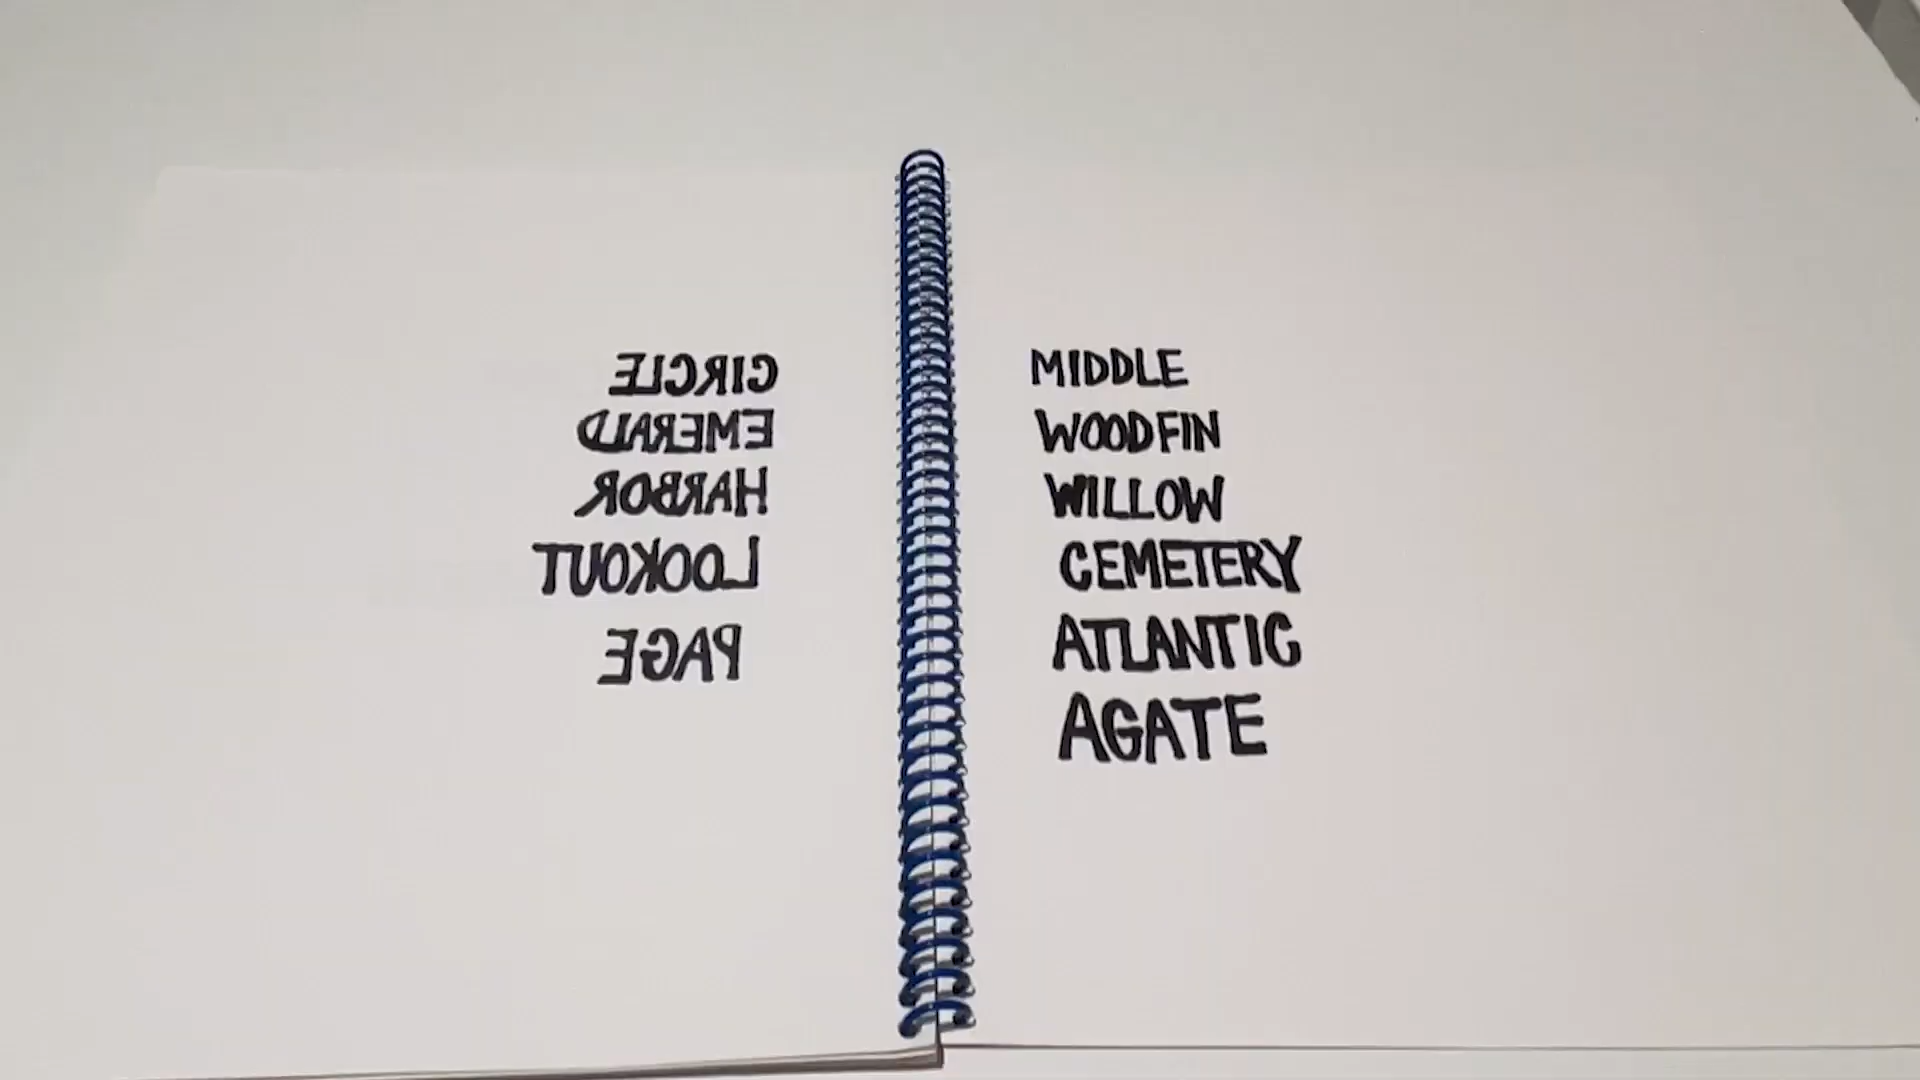 CIRCLE
EMERALD
HARBOR
LOOKOUT
PAGE
MIDDLE
WOODFIN
WILLOW
CEMETERY
ATLANTIC
AGATE